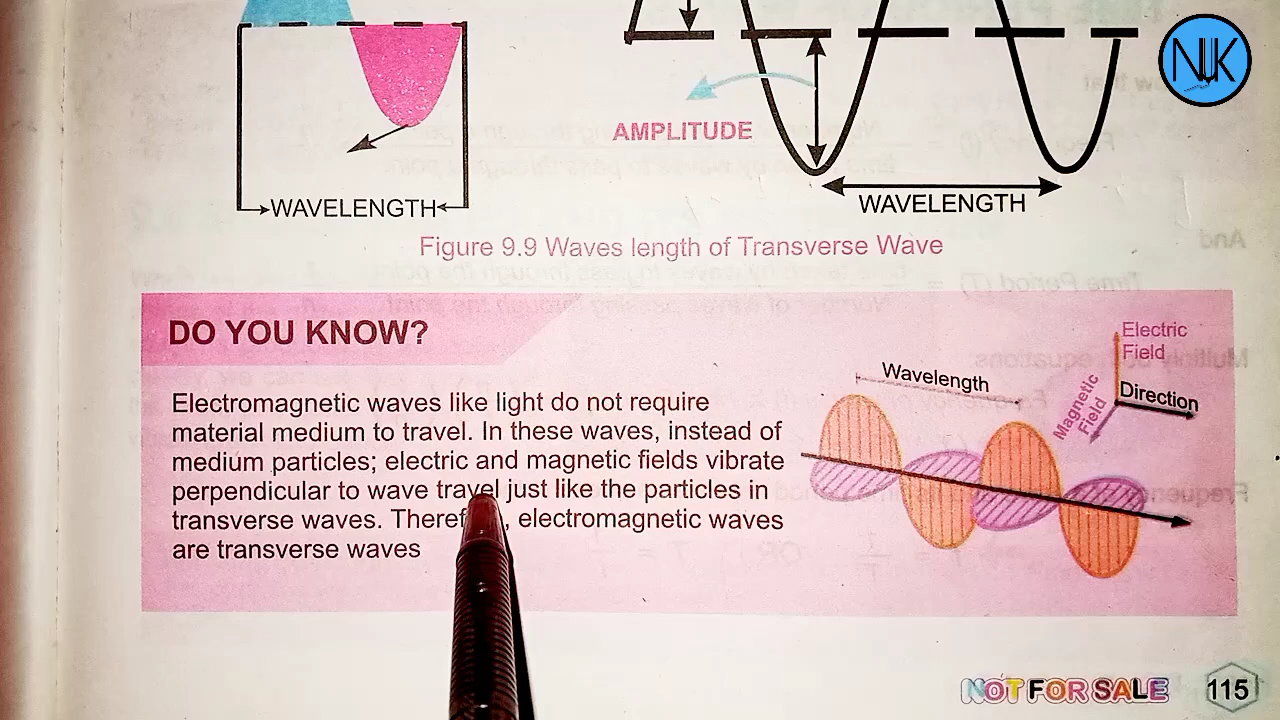 NJK
AMPLITUDE
WAVELENGTH
WAVELENGTH
Figure 9.9 Waves length of Transverse Wave
DO YOU KNOW?
Electromagnetic waves like light do not require
material medium to travel. In these waves, instead of
medium particles; electric and magnetic fields vibrate
perpendicular to wave travel just like the particles in
transverse waves. , electromagnetic waves
are transverse waves
Wavelength
Electric
Field
Magnetic
Field
Direction
NOT FOR SALE
115